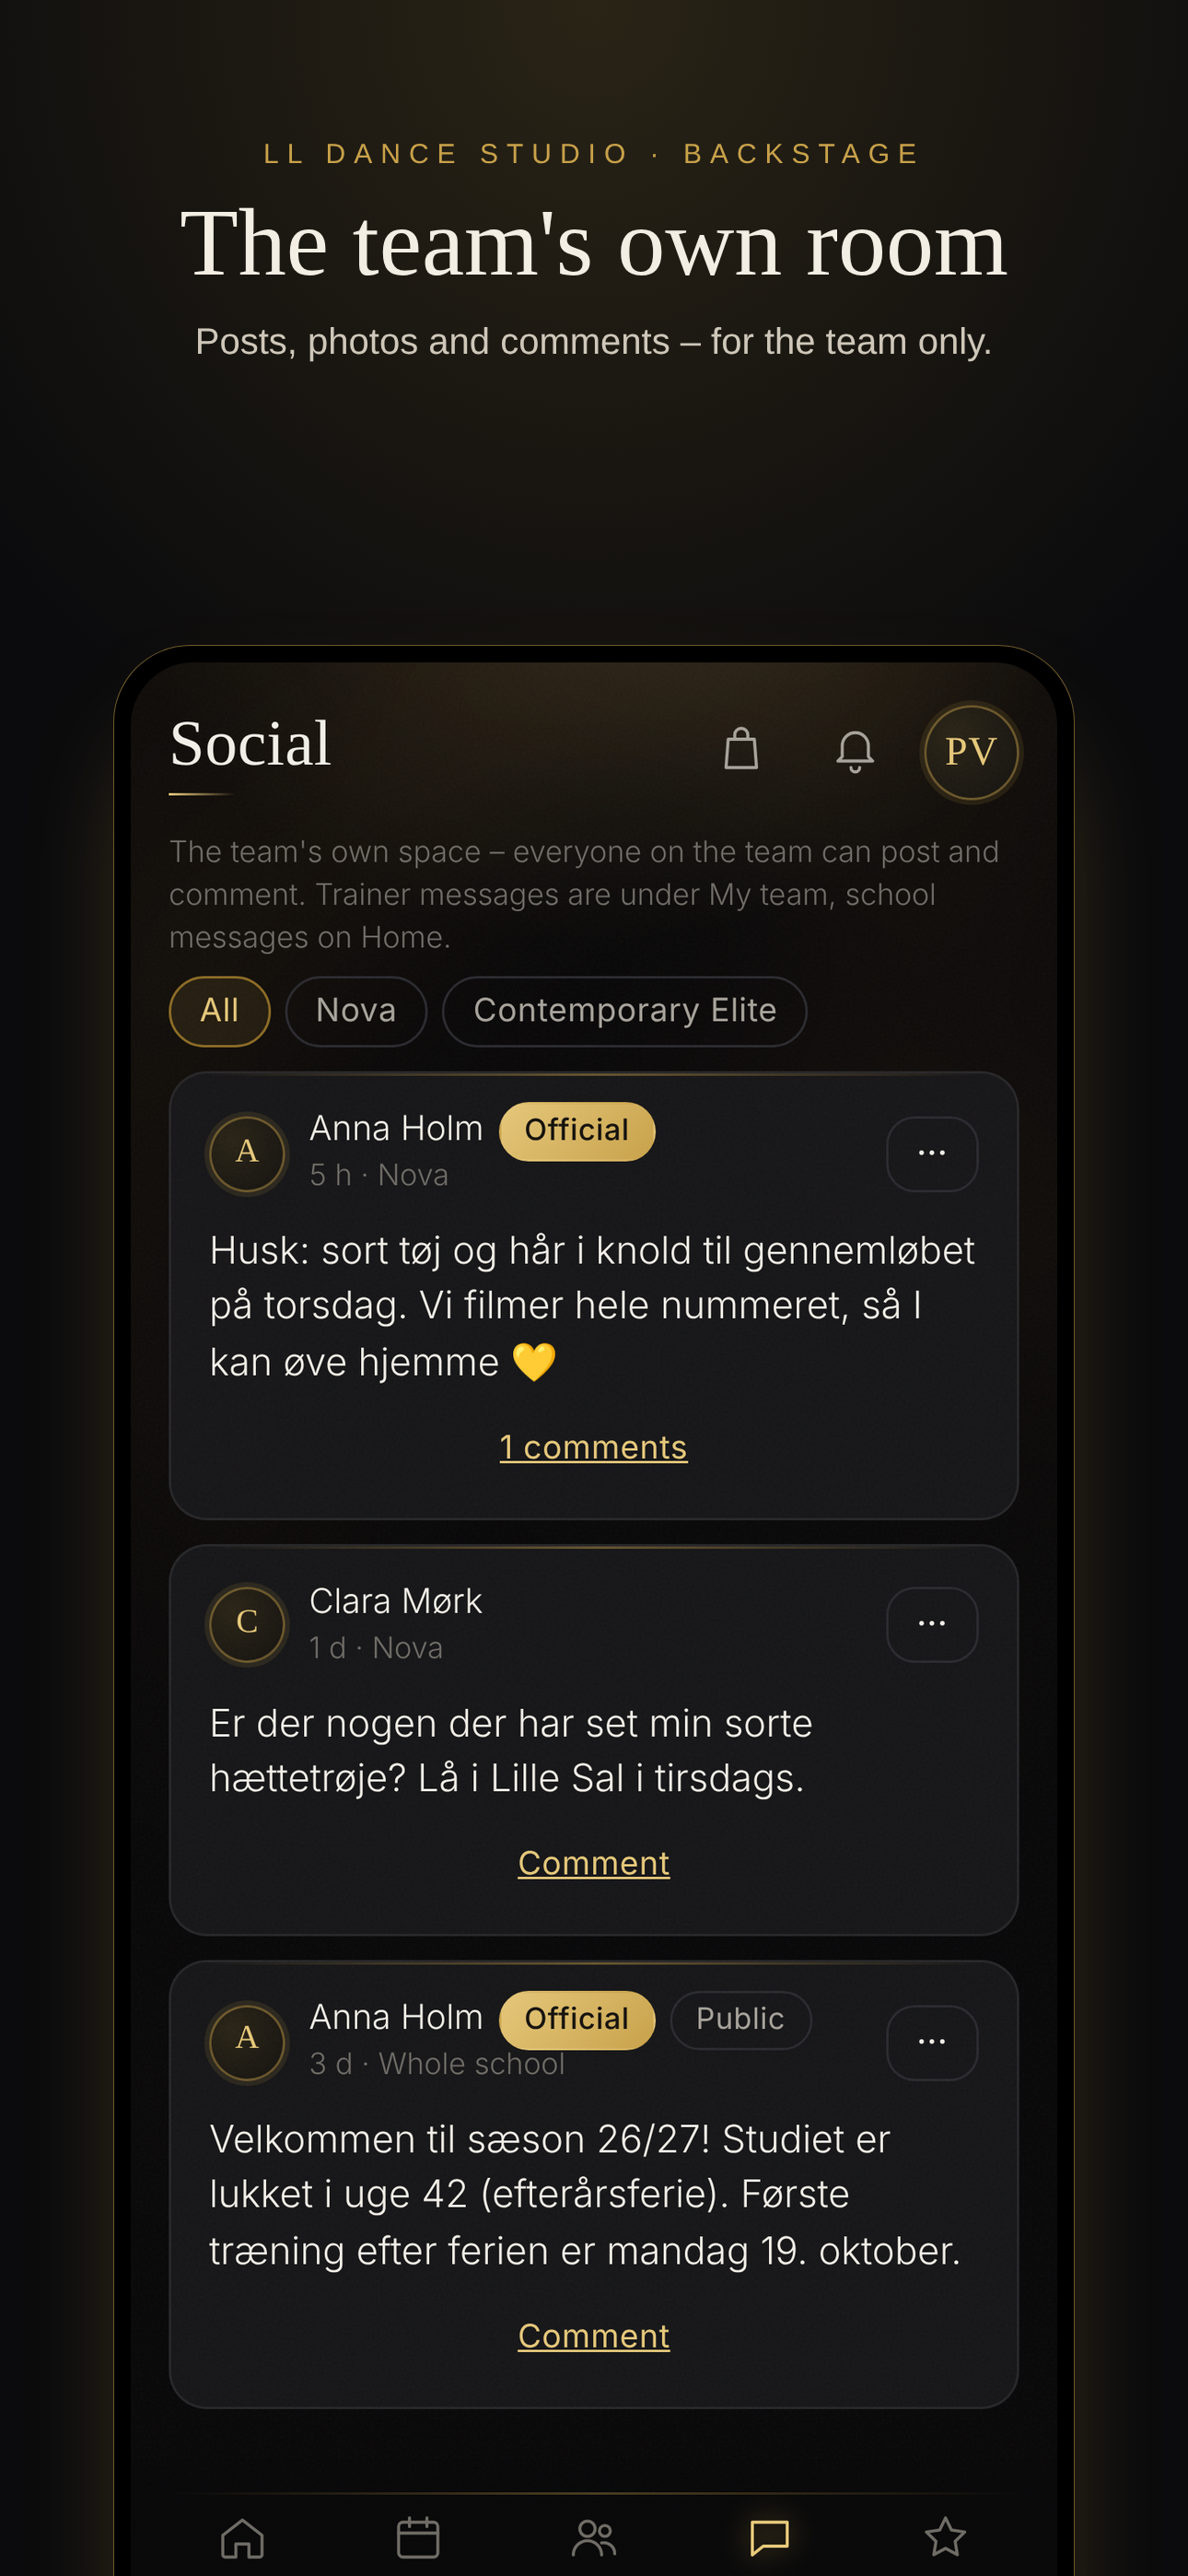 LL DANCE STUDIO · BACKSTAGE
The team's own room
Posts, photos and comments – for the team only.
Social
PV
The team's own space – everyone on the team can post and
comment. Trainer messages are under My team, school
messages on Home.
All
Nova
Contemporary Elite
A
Anna Holm
Official
5 h · Nova
Husk: sort tøj og hår i knold til gennemløbet
på torsdag. Vi filmer hele nummeret, så I
kan øve hjemme 💛
1 comments
C
Clara Mørk
1 d · Nova
Er der nogen der har set min sorte
hættetrøje? Lå i Lille Sal i tirsdags.
Comment
A
Anna Holm
Official
Public
3 d · Whole school
Velkommen til sæson 26/27! Studiet er
lukket i uge 42 (efterårsferie). Første
træning efter ferien er mandag 19. oktober.
Comment